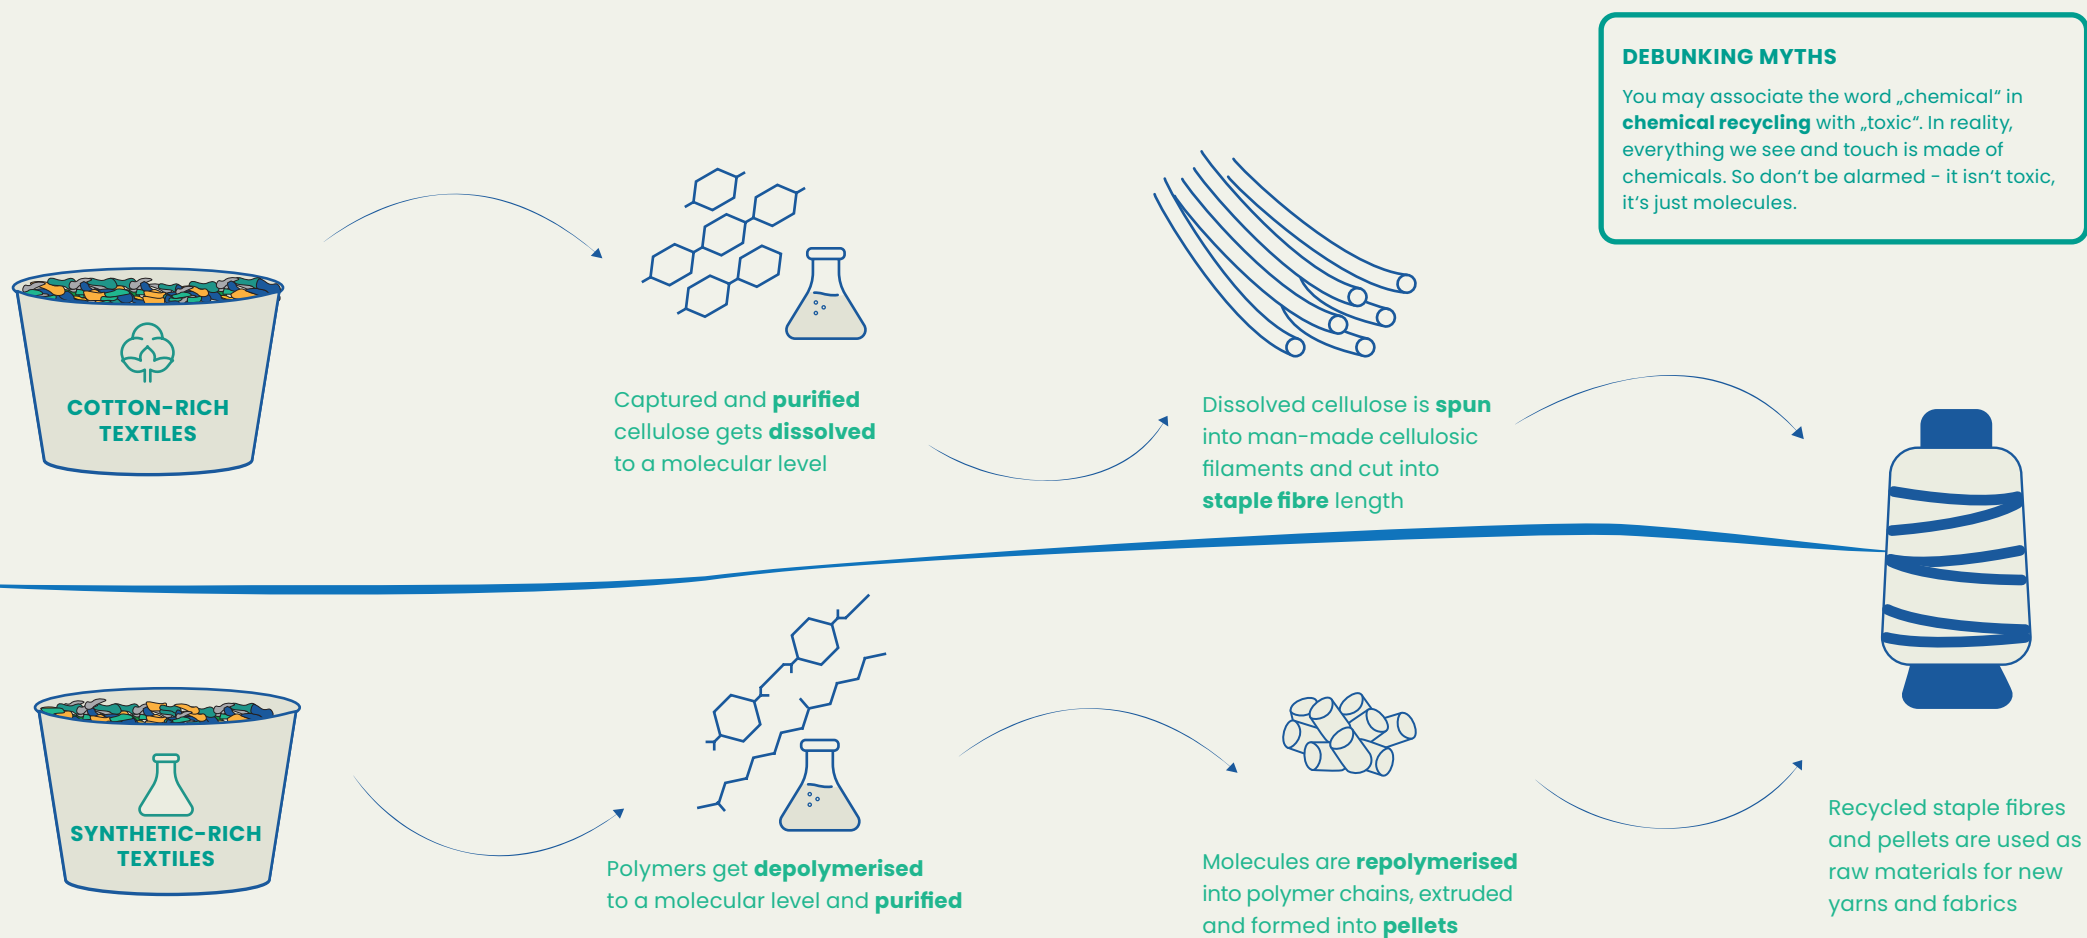 DEBUNKING MYTHS
You may associate the word „chemical“ in
chemical recycling with „toxic“. In reality,
everything we see and touch is made of
chemicals. So don‘t be alarmed - it isn‘t toxic,
it‘s just molecules.
COTTON-RICH
TEXTILES
Captured and purified
cellulose gets dissolved
to a molecular level
Dissolved cellulose is spun
into man-made cellulosic
filaments and cut into
staple fibre length
SYNTHETIC-RICH
TEXTILES
Polymers get depolymerised
to a molecular level and purified
Molecules are repolymerised
into polymer chains, extruded
and formed into pellets
Recycled staple fibres
and pellets are used as
raw materials for new
yarns and fabrics